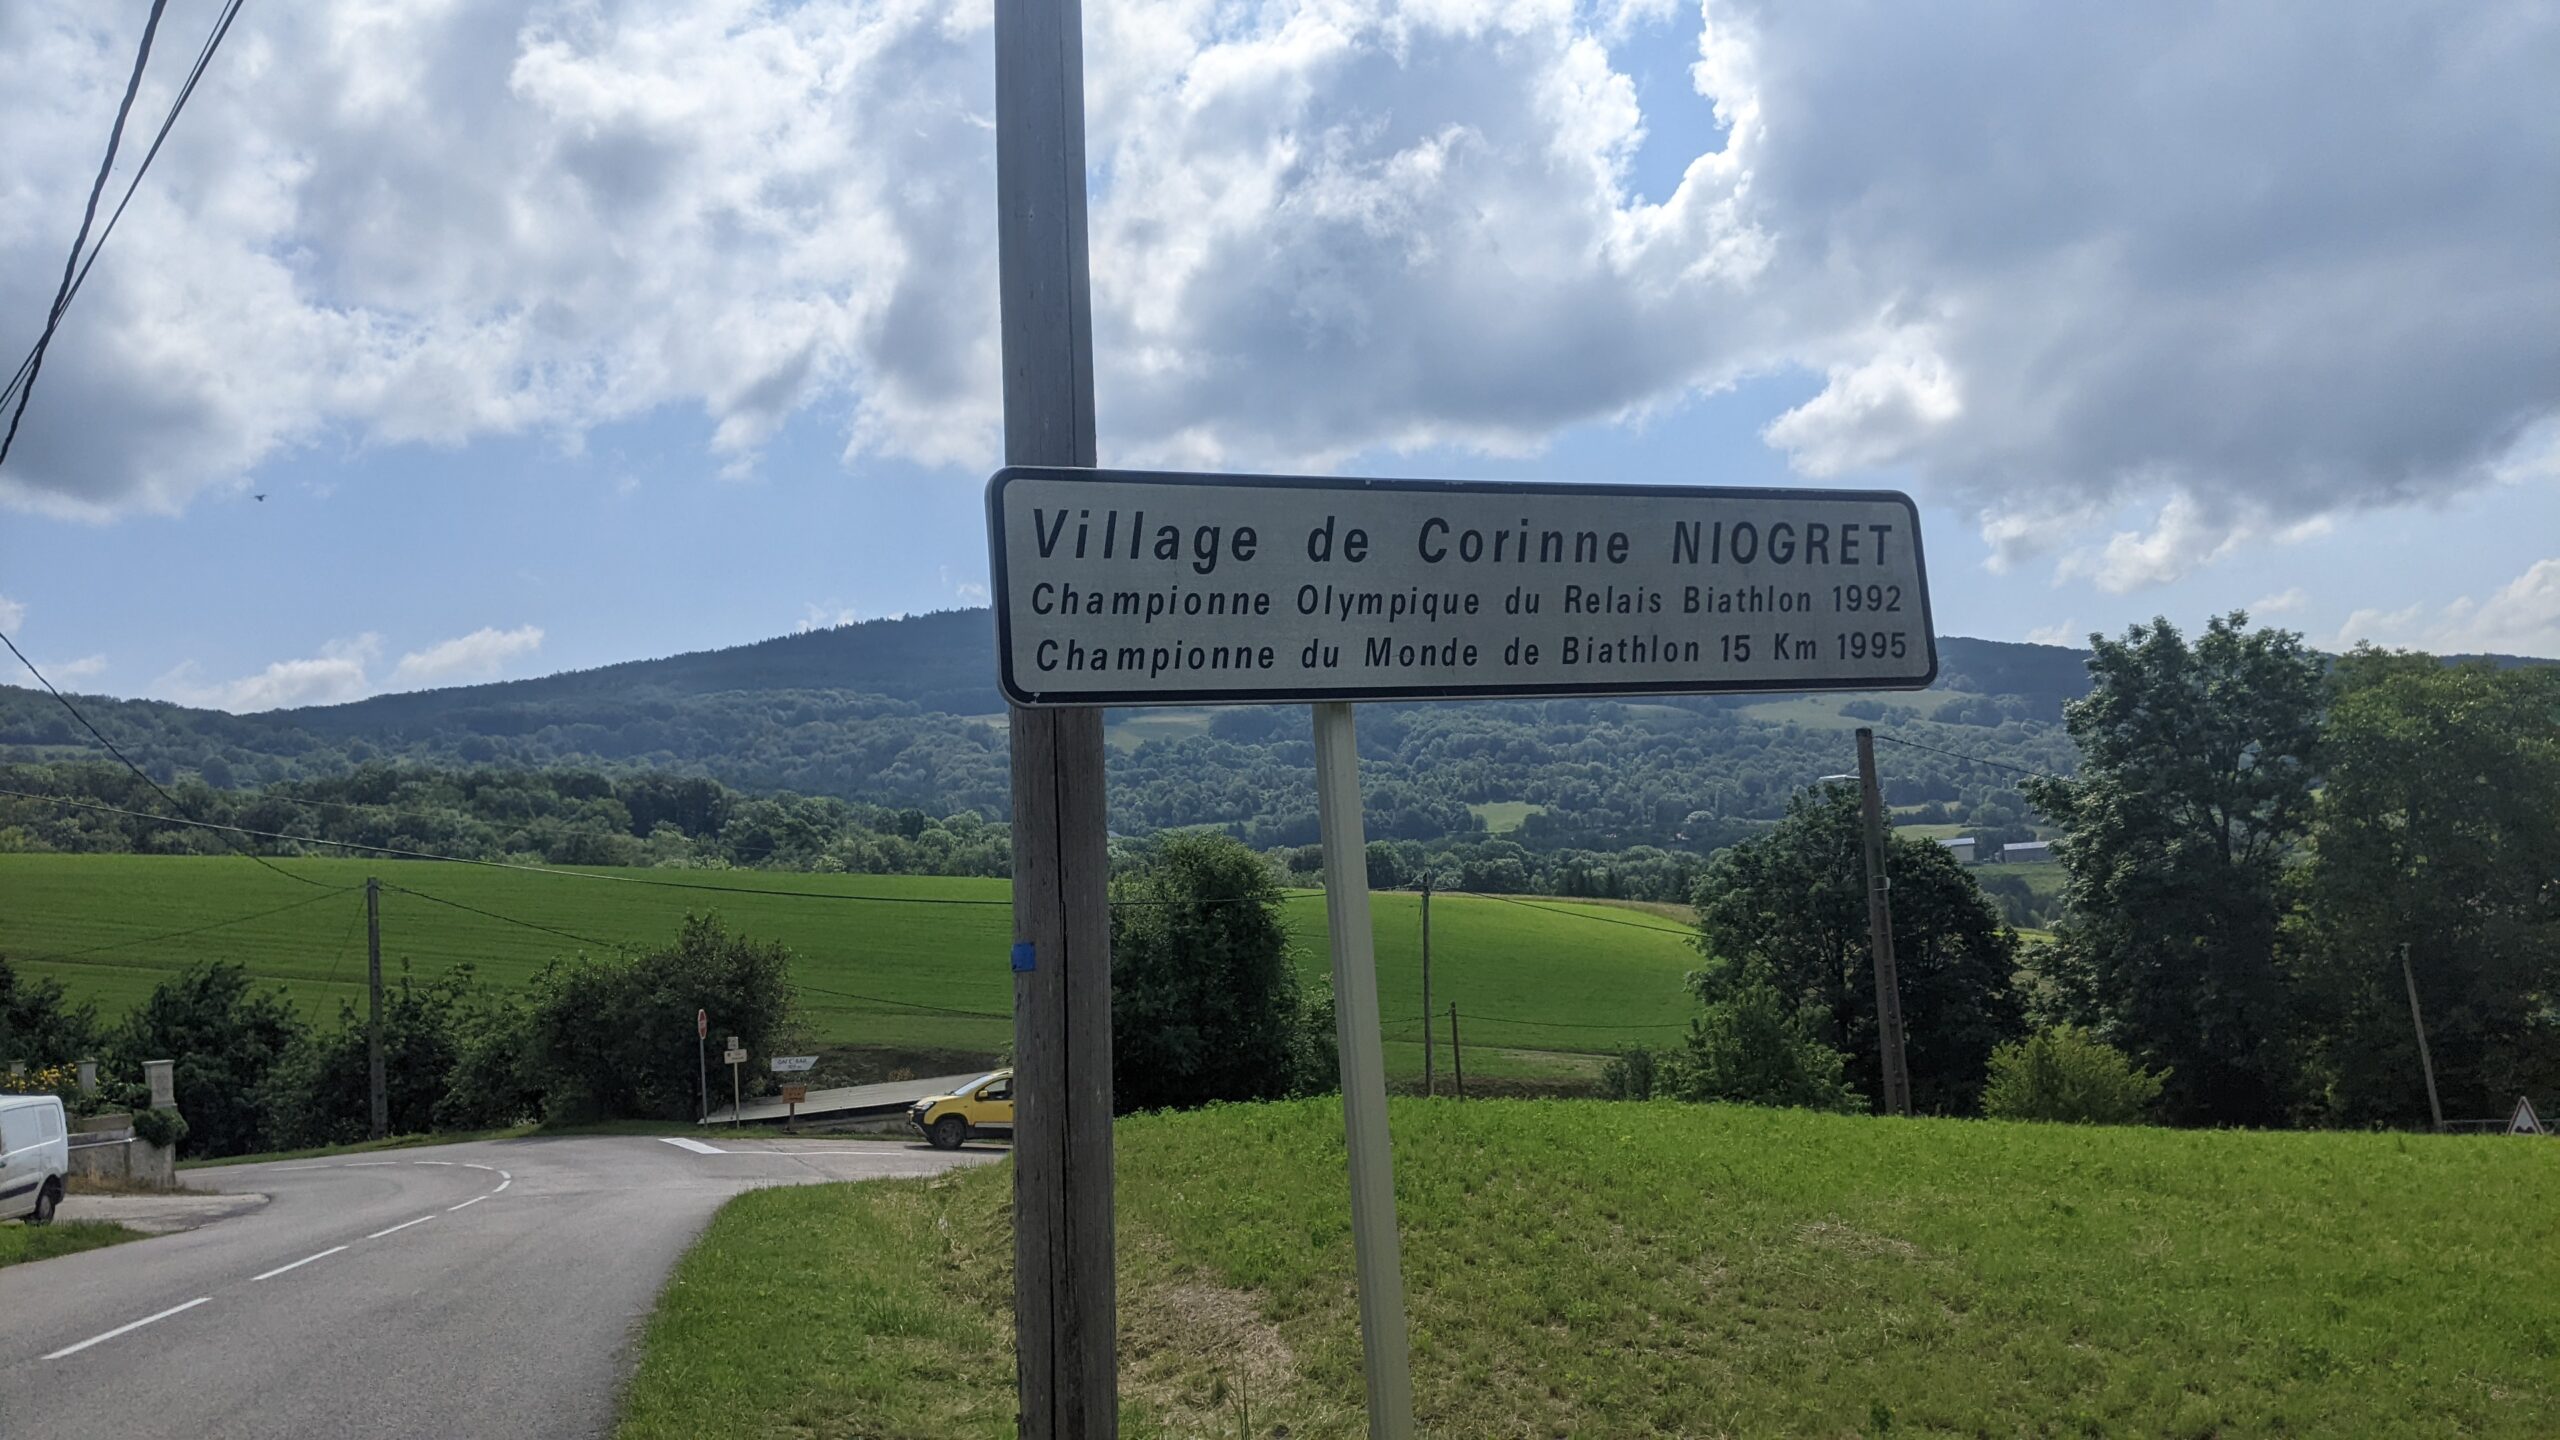 Village de Corinne NIOGRET
Championne Olympique du Relais Biathlon 1992
Championne du Monde de Biathlon 15 Km 1995